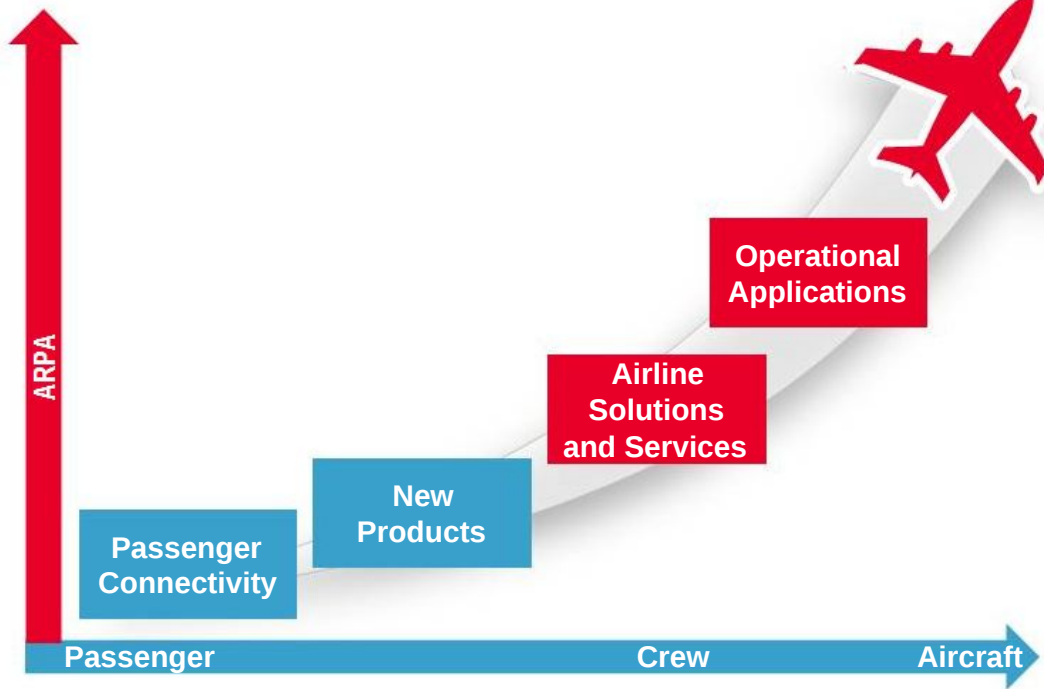 ARPA
Operational
Applications
Airline
Solutions
and Services
New
Products
Passenger
Connectivity
Passenger
Crew
Aircraft